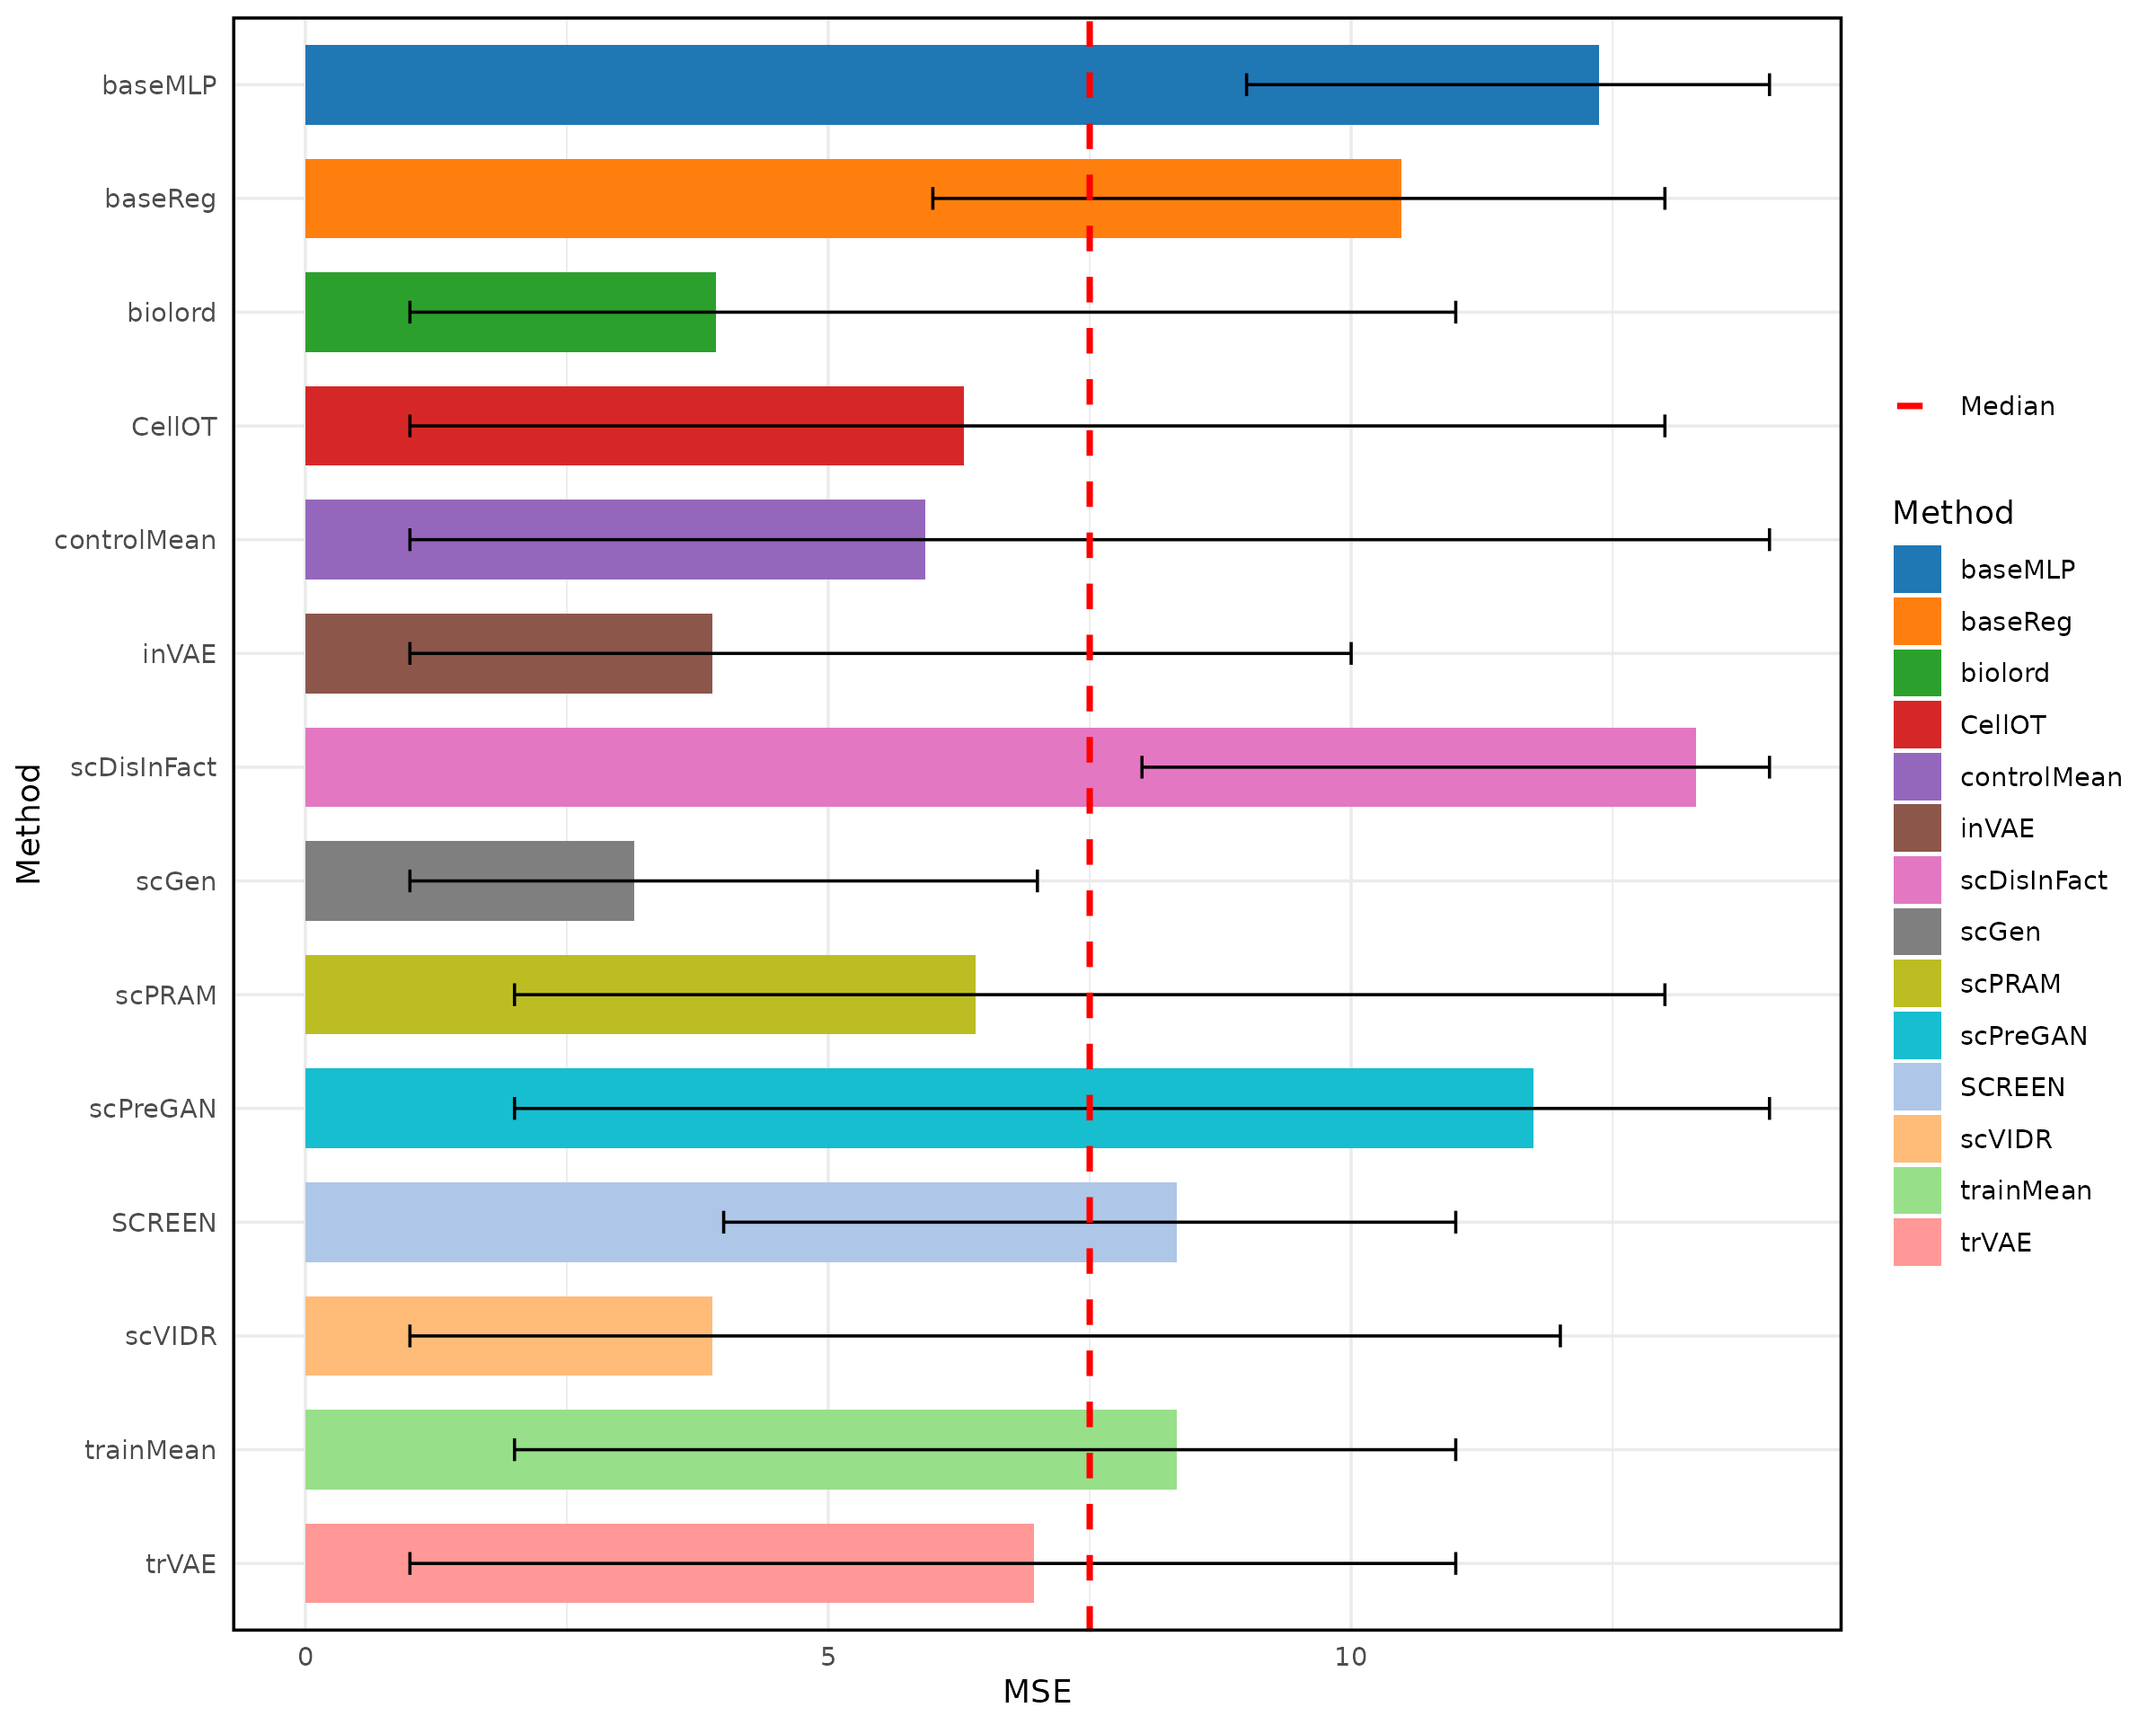 Method
baseMLP
baseReg
biolord
CellOT
controlMean
inVAE
scDisInFact
scGen
scPRAM
scPreGAN
SCREEN
scVIDR
trainMean
trVAE
0 5 10
MSE
Median
Method
baseMLP
baseReg
biolord
CellOT
controlMean
inVAE
scDisInFact
scGen
scPRAM
scPreGAN
SCREEN
scVIDR
trainMean
trVAE